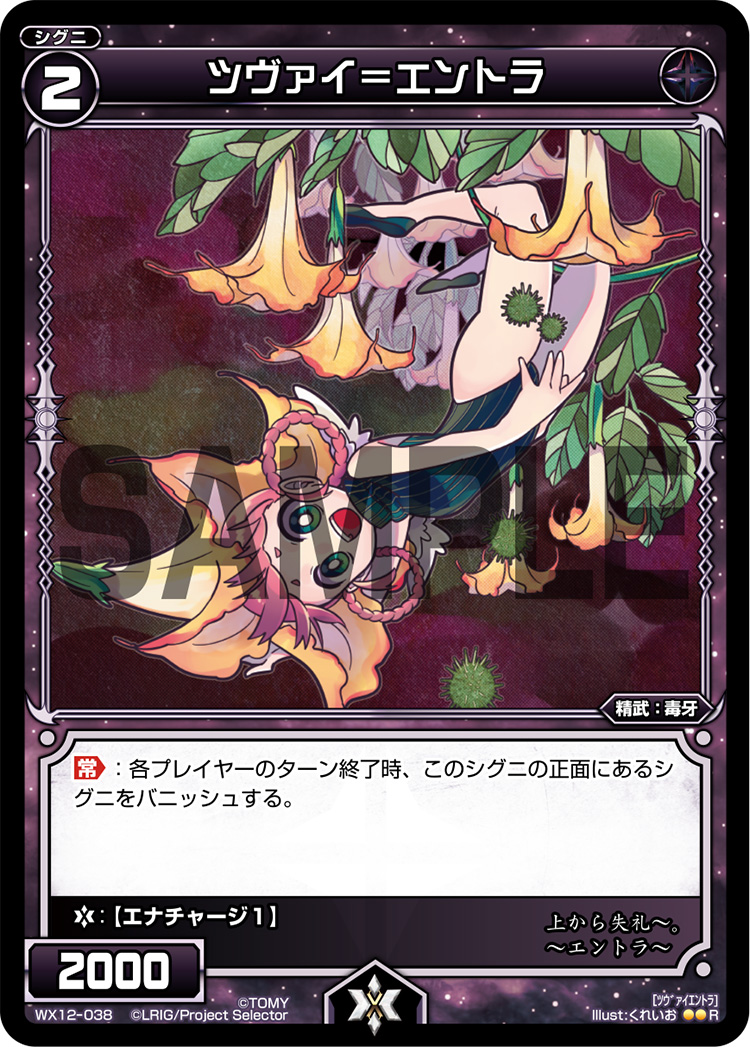 シグニ
2
ツヴァイ＝エントラ
SAMPLE
精武：毒牙
常：各プレイヤーのターン終了時、このシグニの正面にあるシ
グニをバニッシュする。
：【エナチャージ１】
上から失礼～。
～エントラ～
2000
©TOMY
[ﾂｳﾞｧｲｴﾝﾄﾗ]
WX12-038 ©LRIG/Project Selector
Illust:くれいお R